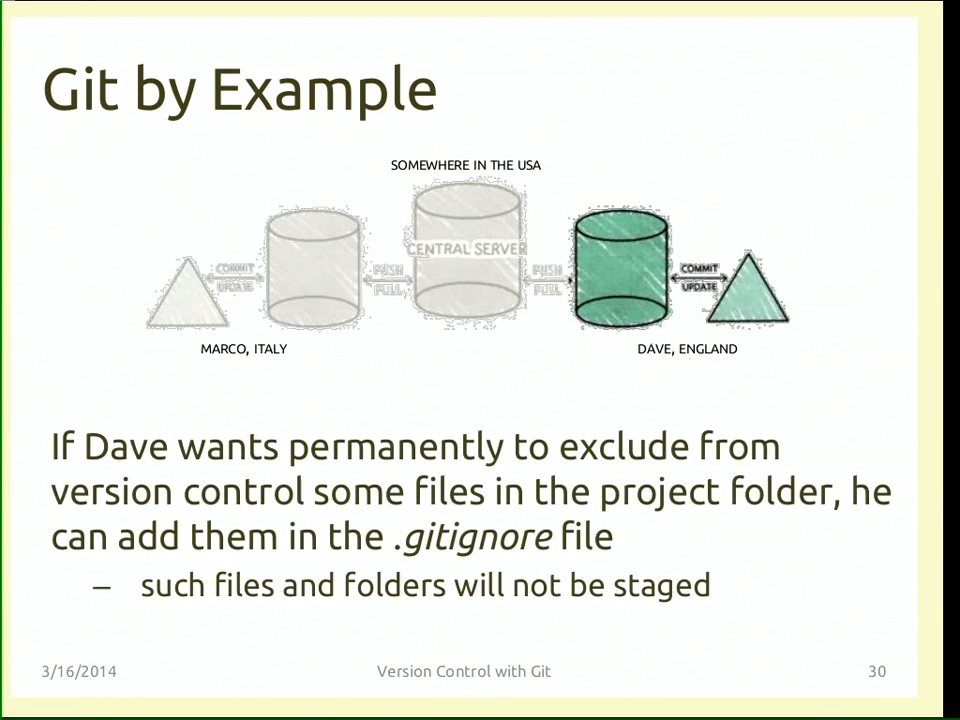 Git by Example
SOMEWHERE IN THE USA
CENTRAL SERVER
COMMIT
UPDATE
PUSH
PULL
PUSH
PULL
COMMIT
UPDATE
MARCO, ITALY
DAVE, ENGLAND
If Dave wants permanently to exclude from
version control some files in the project folder, he
can add them in the .gitignore file
– such files and folders will not be staged
3/16/2014
Version Control with Git
30